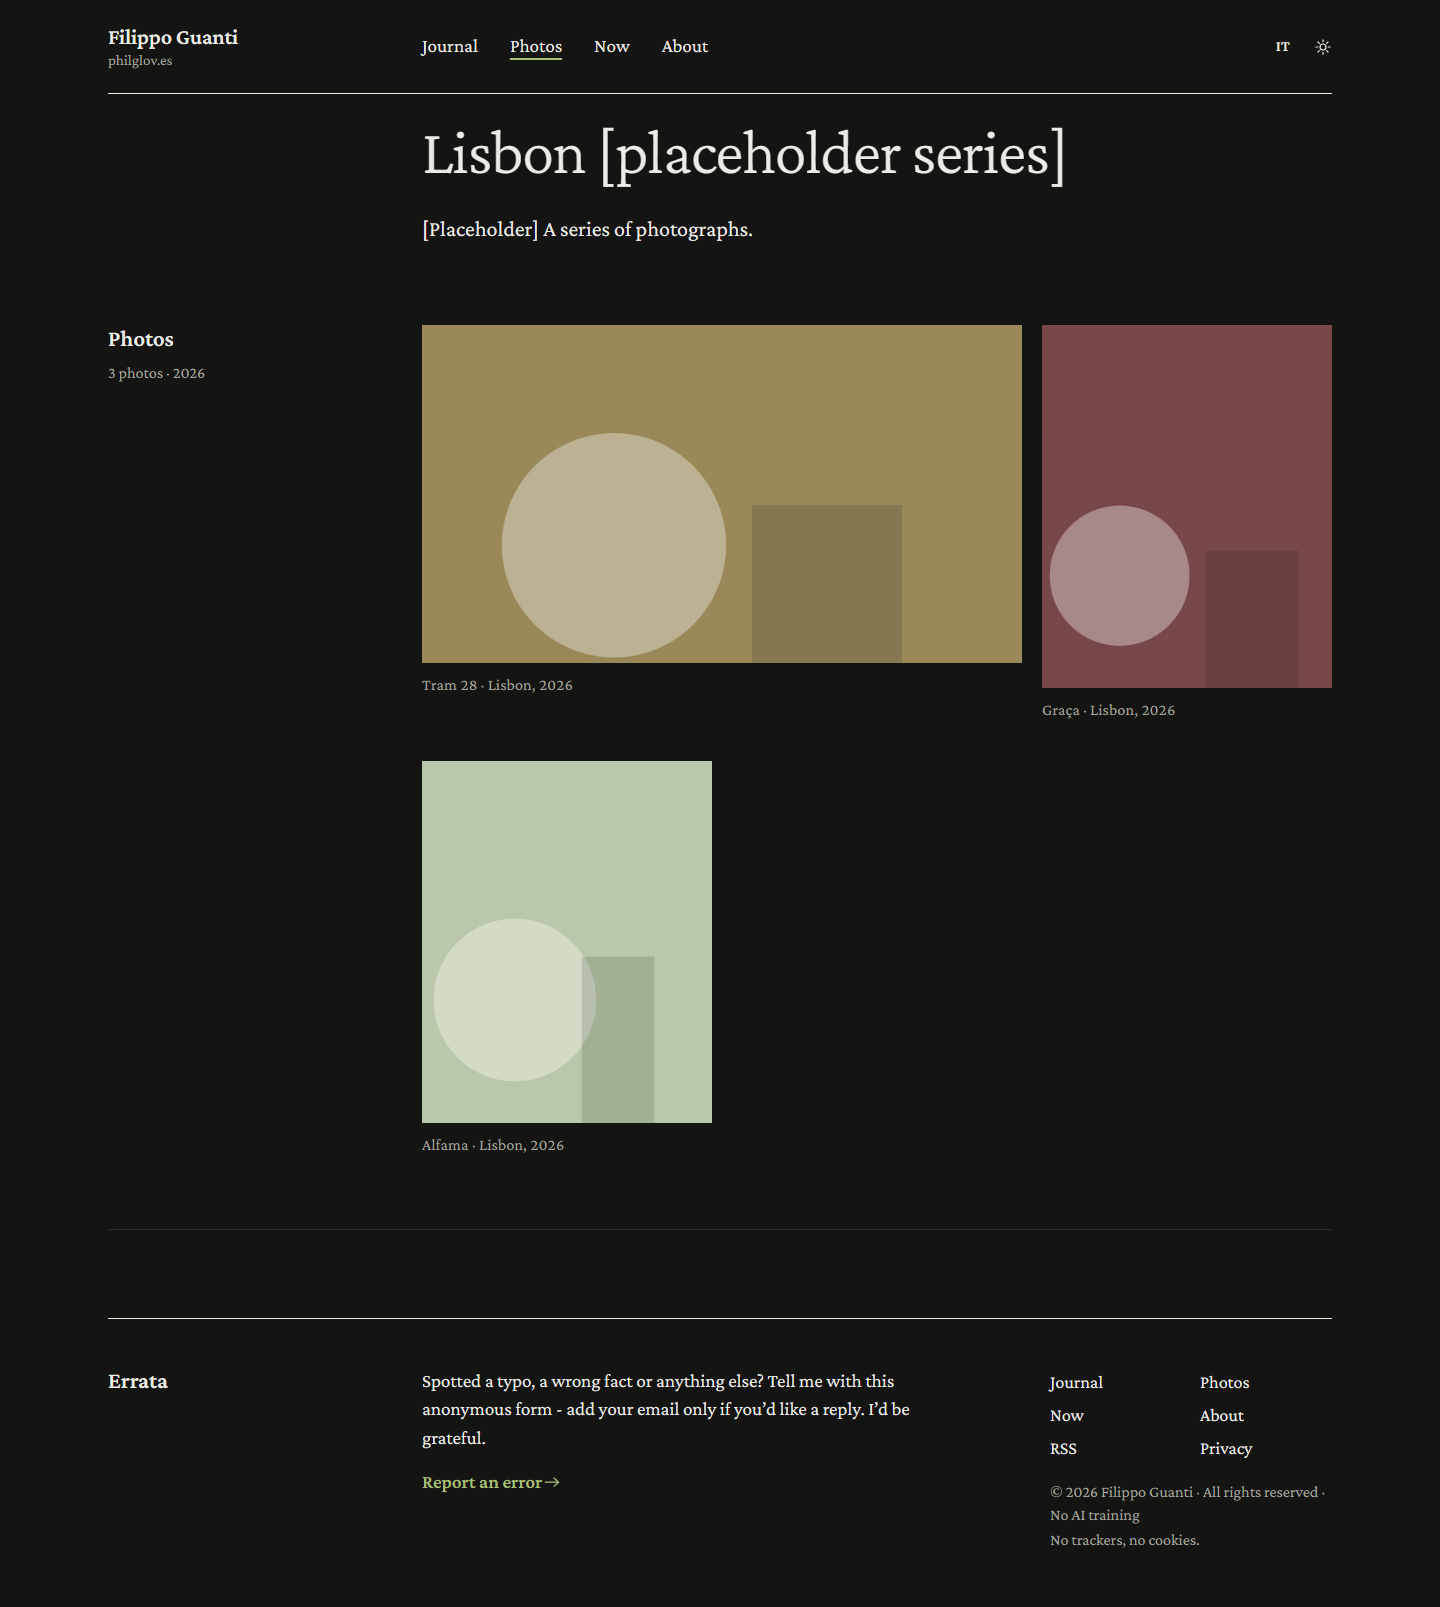 Filippo Guanti
philglov.es
Journal
Photos
Now
About
IT
Lisbon [placeholder series]
[Placeholder] A series of photographs.
Photos
3 photos · 2026
Tram 28 · Lisbon, 2026
Graça · Lisbon, 2026
Alfama · Lisbon, 2026
Errata
Spotted a typo, a wrong fact or anything else? Tell me with this
anonymous form - add your email only if you’d like a reply. I’d be
grateful.
Report an error→
Journal
Photos
Now
About
RSS
Privacy
© 2026 Filippo Guanti · All rights reserved ·
No AI training
No trackers, no cookies.